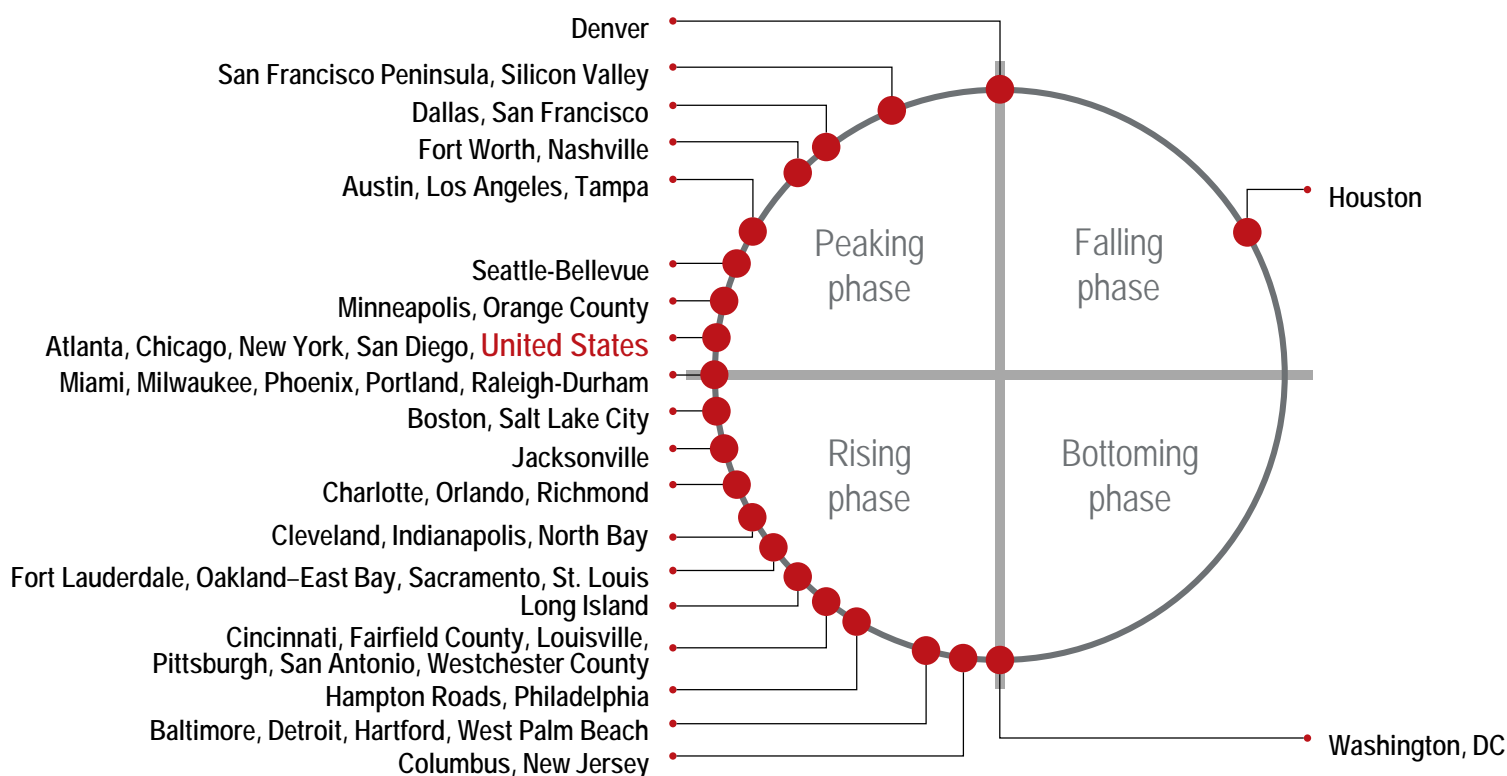 Denver
San Francisco Peninsula, Silicon Valley
Dallas, San Francisco
Fort Worth, Nashville
Austin, Los Angeles, Tampa
Houston
Peaking
phase
Falling
phase
Seattle-Bellevue
Minneapolis, Orange County
Atlanta, Chicago, New York, San Diego, United States
Miami, Milwaukee, Phoenix, Portland, Raleigh-Durham
Boston, Salt Lake City
Jacksonville
Rising
phase
Bottoming
phase
Charlotte, Orlando, Richmond
Cleveland, Indianapolis, North Bay
Fort Lauderdale, Oakland–East Bay, Sacramento, St. Louis
Long Island
Cincinnati, Fairfield County, Louisville,
Pittsburgh, San Antonio, Westchester County
Hampton Roads, Philadelphia
Baltimore, Detroit, Hartford, West Palm Beach
Columbus, New Jersey
Washington, DC